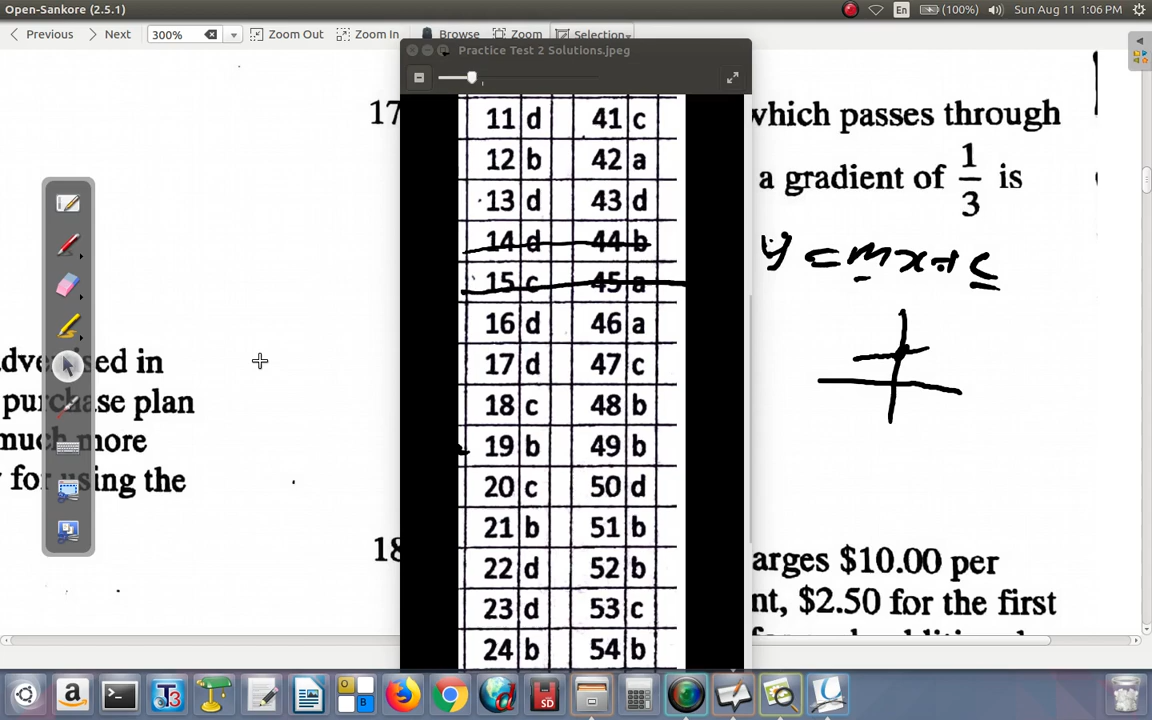 Open-Sankore (2.5.1)
En
(100%)
Sun Aug 11 1:06 PM
Previous
Next
300%
Zoom Out
Zoom In
Browse
Zoom
Selection
Practice Test 2 Solutions.jpeg
11 d 41 c
12 b 42 a
13 d 43 d
14 d 44 b
15 c 45 a
16 d 46 a
17 d 47 c
18 c 48 b
19 b 49 b
20 c 50 d
21 b 51 b
22 d 52 b
23 d 53 c
24 b 54 b
17
which passes through
a gradient of 1/3 is
y = mx + c
purchase plan
more
for using the
18
arges $10.00 per
nt, $2.50 for the first
SD